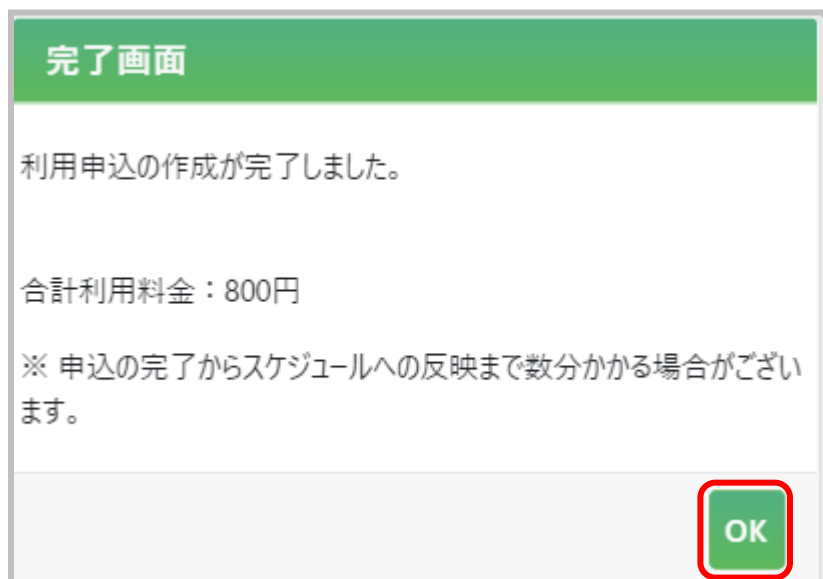 完了画面
利用申込の作成が完了しました。
合計利用料金：800円
※ 申込の完了からスケジュールへの反映まで数分かかる場合がござい
ます。
OK